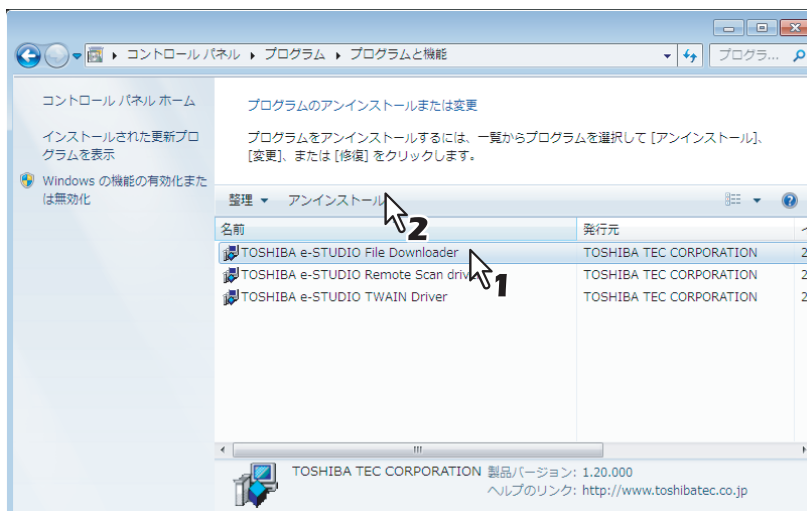 コントロール パネル ▸ プログラム ▸ プログラムと機能
プログラ...
コントロール パネル ホーム
インストールされた更新プロ
グラムを表示
Windows の機能の有効化また
は無効化
プログラムのアンインストールまたは変更
プログラムをアンインストールするには、一覧からプログラムを選択して [アンインストール]、
[変更]、または [修復] をクリックします。
整理 ▼ アンインストール
2
名前 発行元
TOSHIBA e-STUDIO File Downloader TOSHIBA TEC CORPORATION 2
1
TOSHIBA e-STUDIO Remote Scan driv TOSHIBA TEC CORPORATION 2
TOSHIBA e-STUDIO TWAIN Driver TOSHIBA TEC CORPORATION 2
TOSHIBA TEC CORPORATION 製品バージョン: 1.20.000
ヘルプのリンク: http://www.toshibatec.co.jp